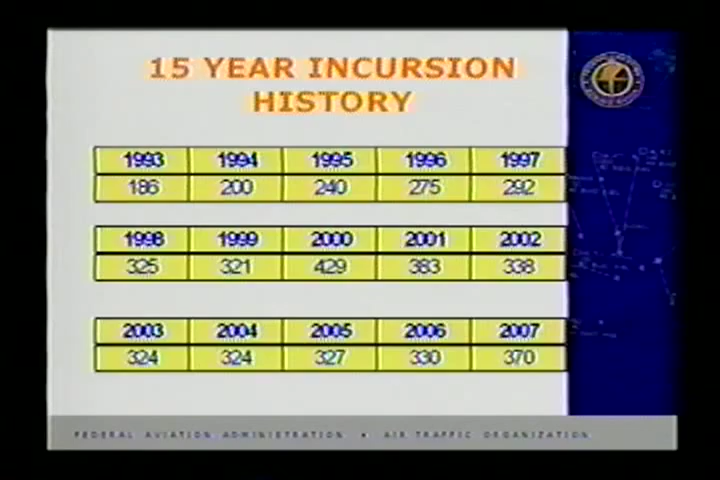 15 YEAR INCURSION
HISTORY
1993 1994 1995 1996 1997
186 200 240 275 292
1998 1999 2000 2001 2002
325 321 429 383 338
2003 2004 2005 2006 2007
324 324 327 330 370
FEDERAL AVIATION ADMINISTRATION • AIR TRAFFIC ORGANIZATION